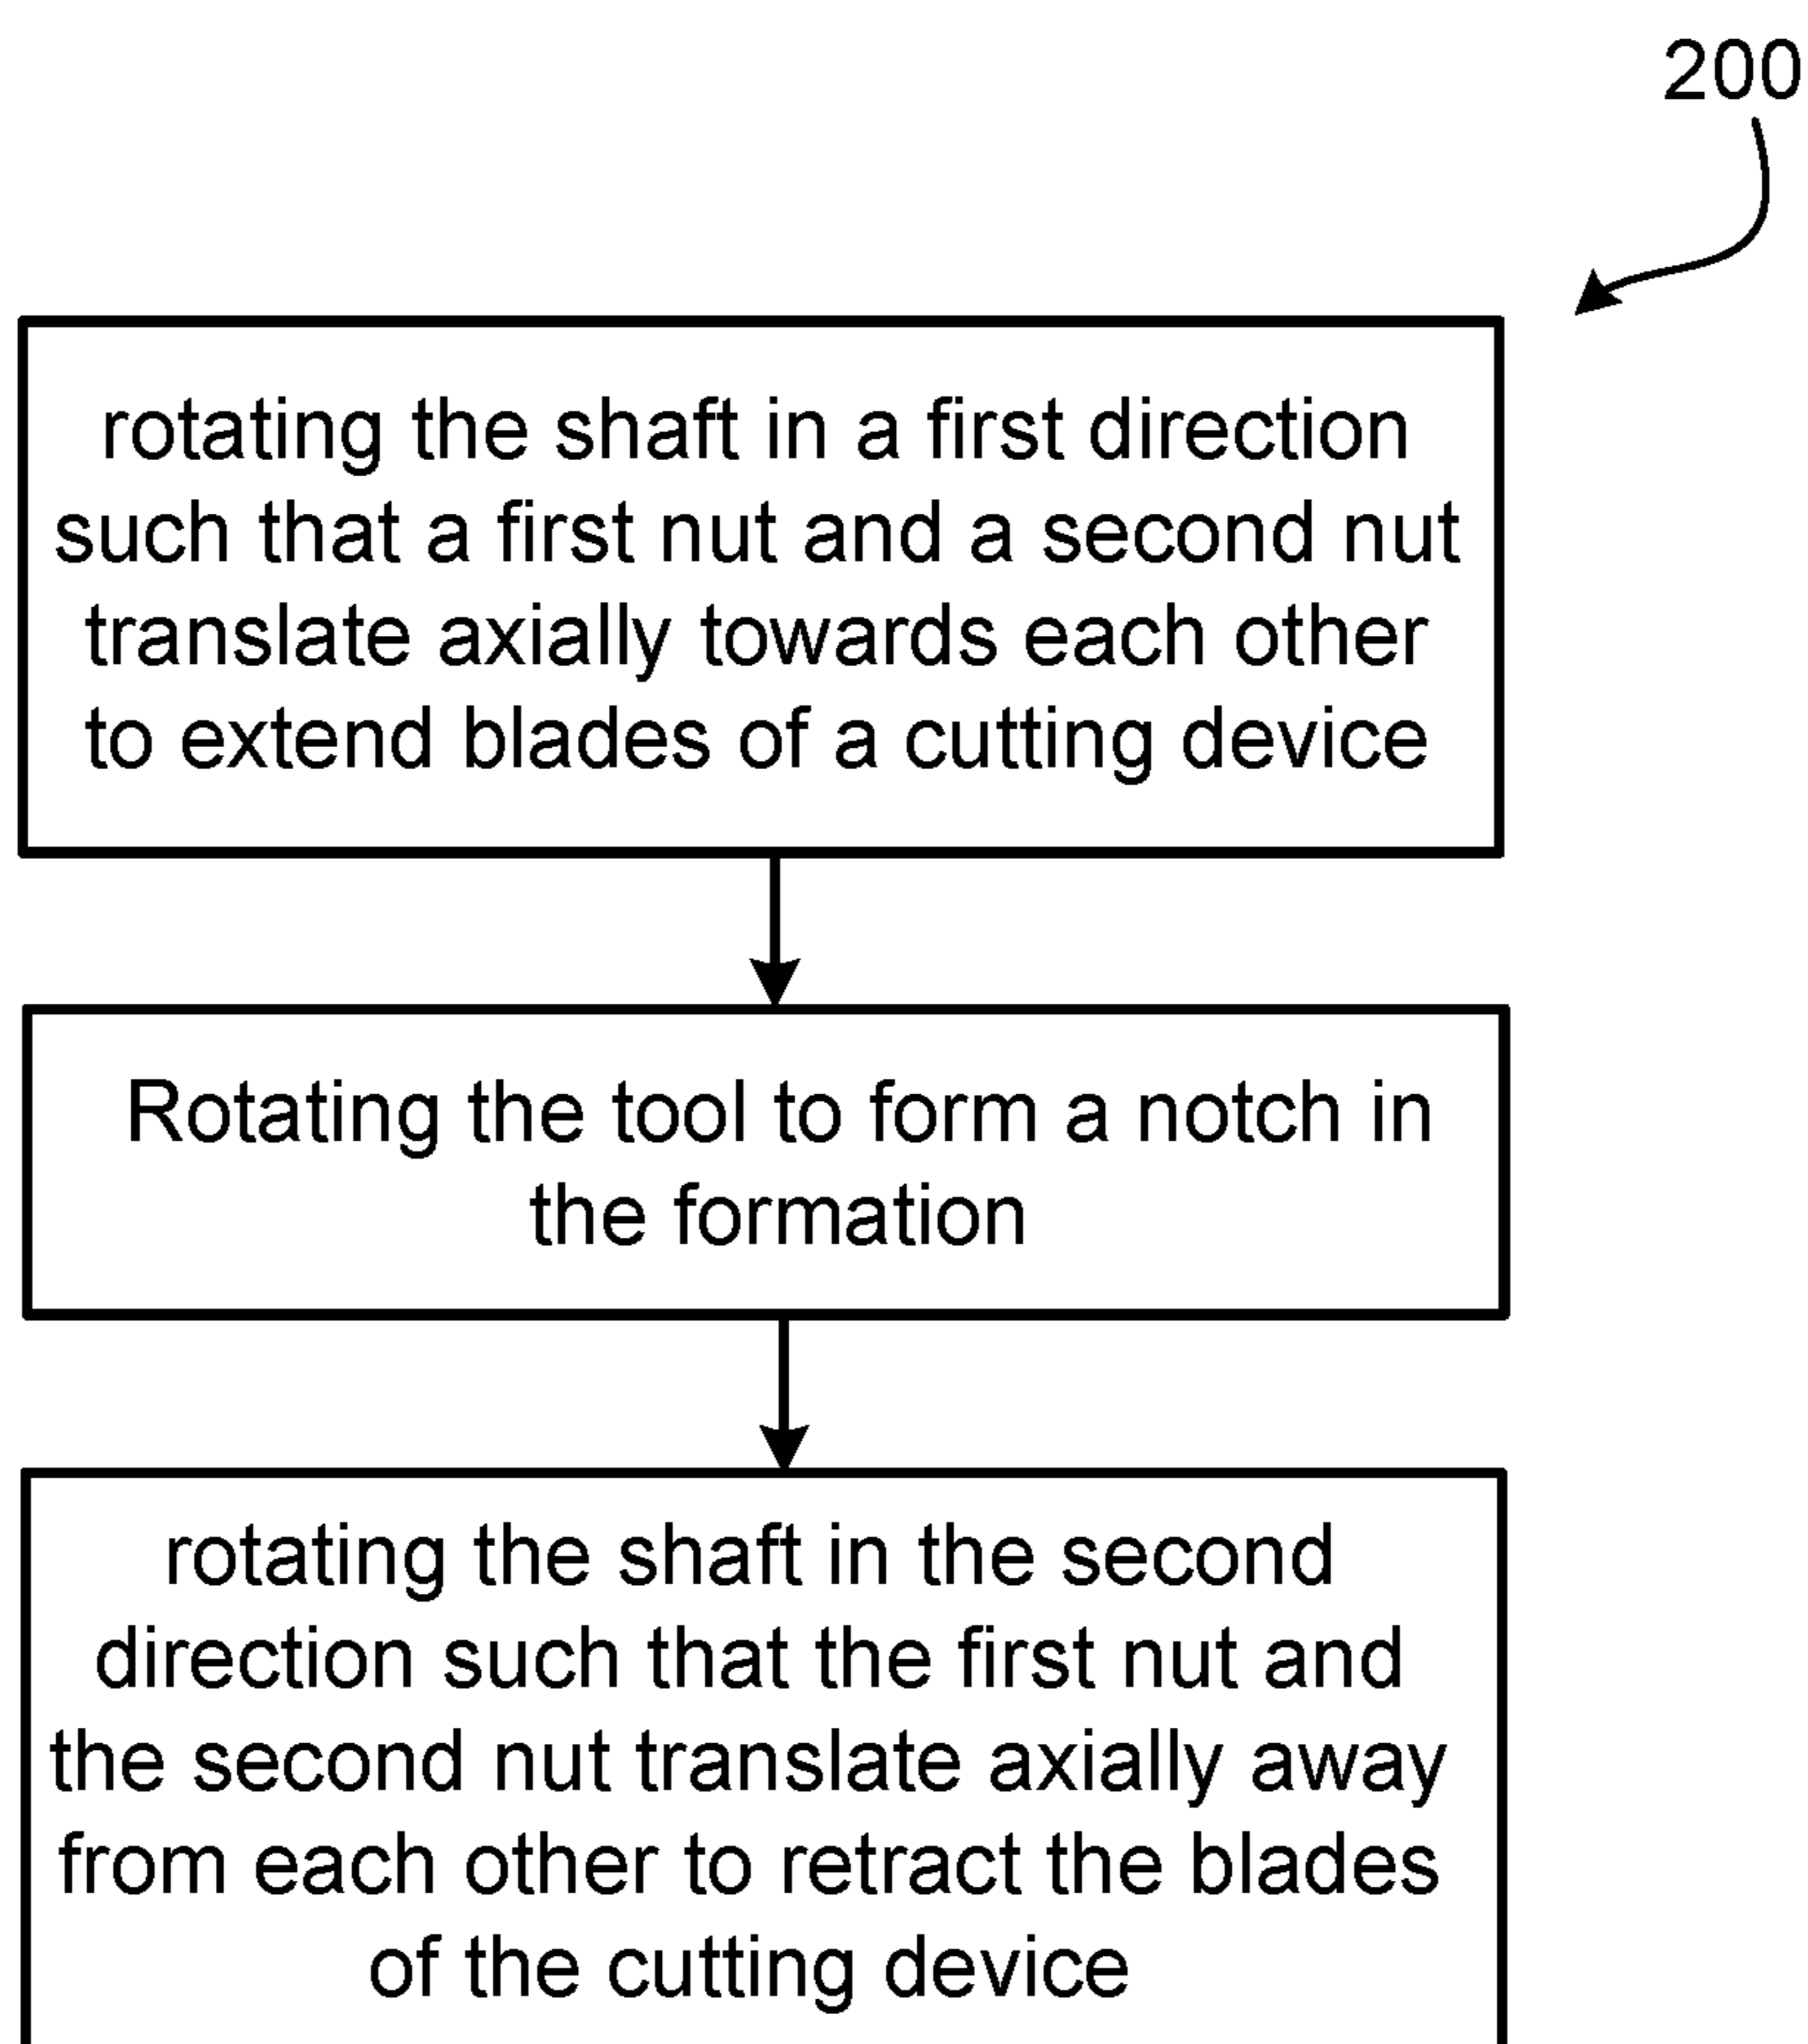 200
rotating the shaft in a first direction
such that a first nut and a second nut
translate axially towards each other
to extend blades of a cutting device
Rotating the tool to form a notch in
the formation
rotating the shaft in the second
direction such that the first nut and
the second nut translate axially away
from each other to retract the blades
of the cutting device